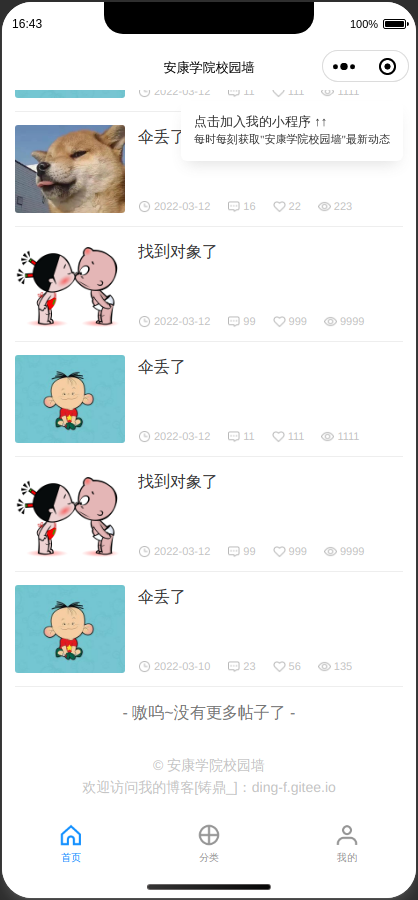 16:43
100%
安康学院校园墙
2022-03-12 11 111 1111
点击加入我的小程序 ↑↑
每时每刻获取"安康学院校园墙"最新动态
伞丢了
2022-03-12 16 22 223
找到对象了
2022-03-12 99 999 9999
伞丢了
2022-03-12 11 111 1111
找到对象了
2022-03-12 99 999 9999
伞丢了
2022-03-10 23 56 135
- 嗷呜~没有更多帖子了 -
© 安康学院校园墙
欢迎访问我的博客[铸鼎_]：ding-f.gitee.io
首页 分类 我的